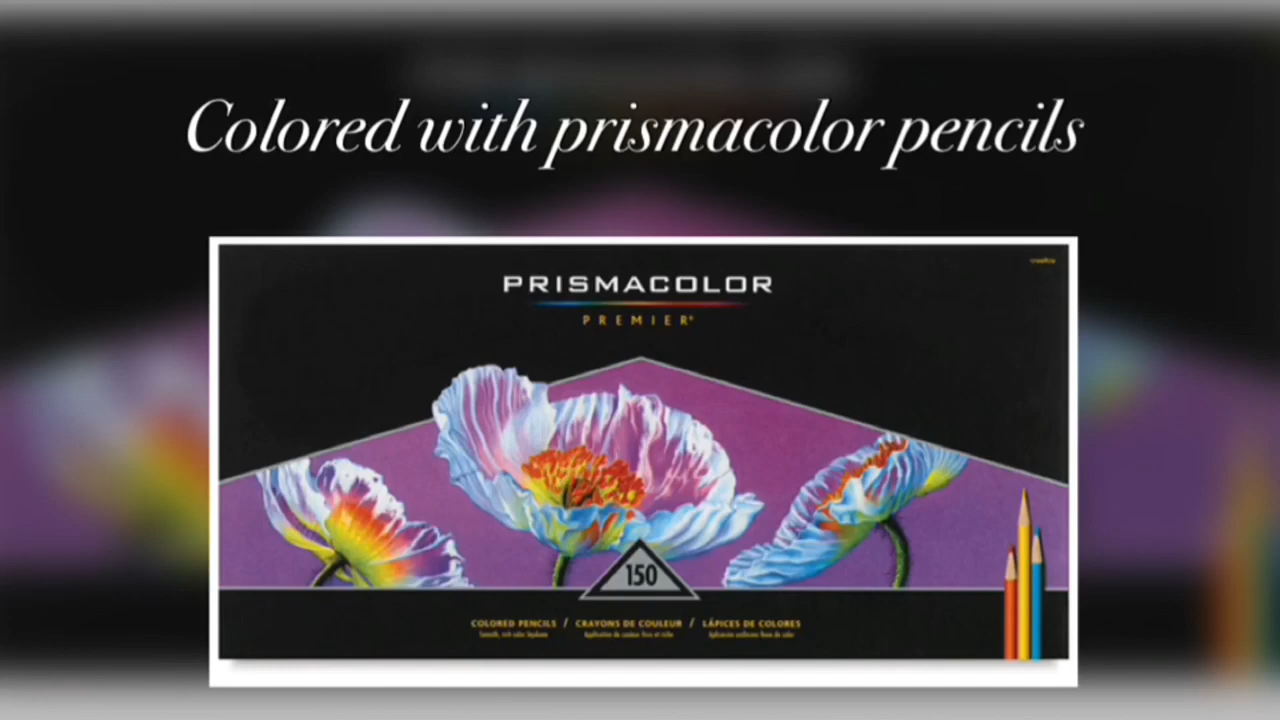 Colored with prismacolor pencils
PRISMACOLOR
PREMIER®
150
COLORED PENCILS / CRAYONS DE COULEUR / LÁPICES DE COLORES